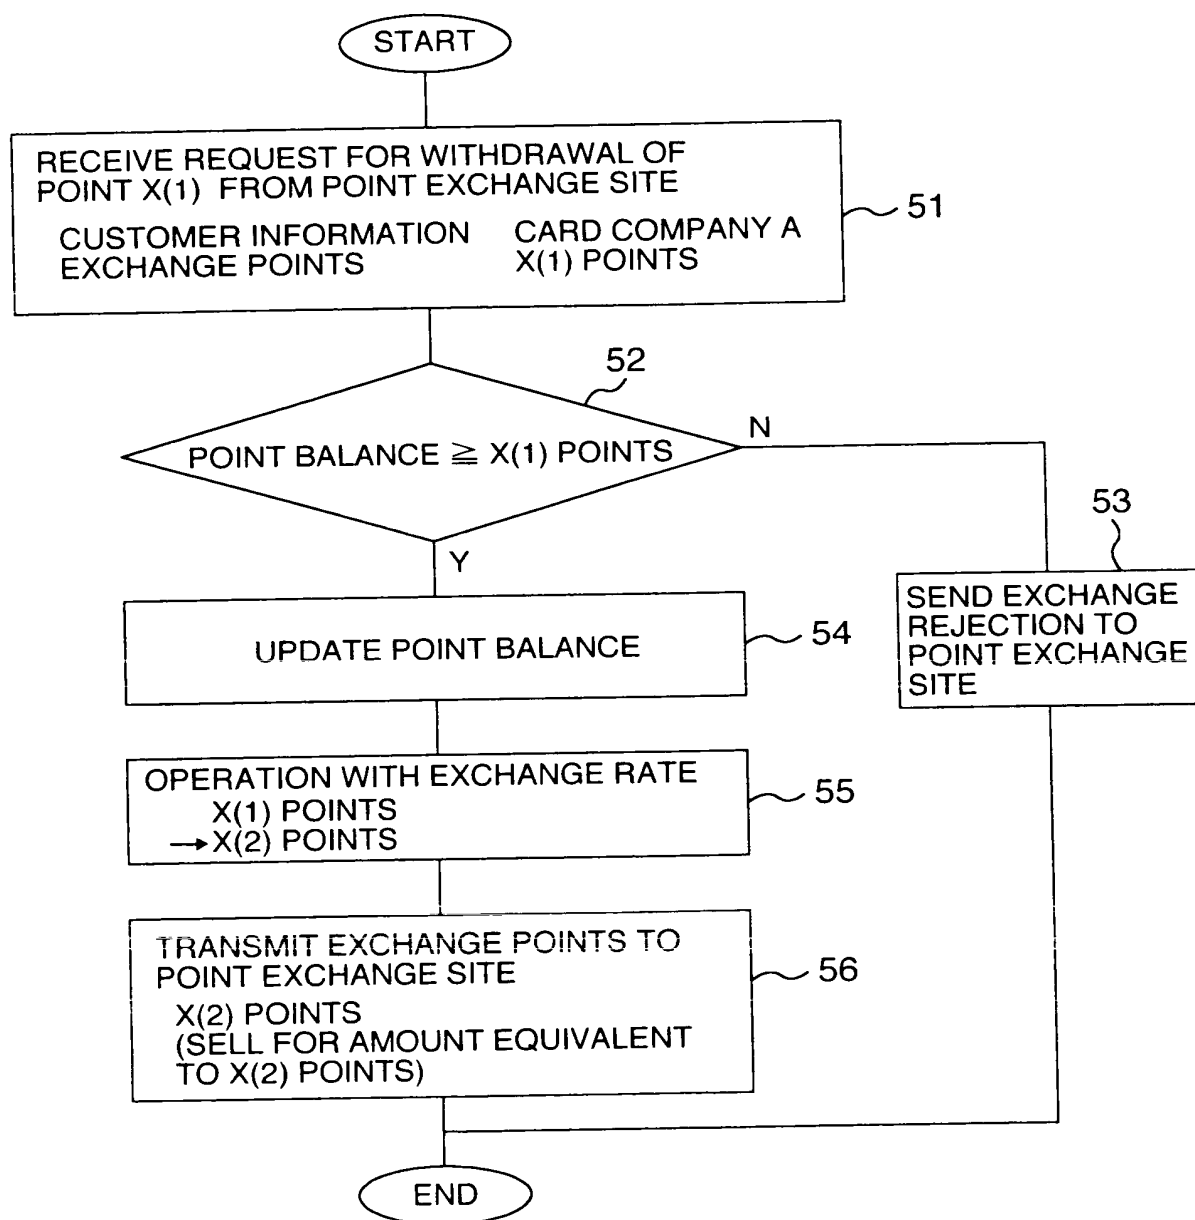 START
RECEIVE REQUEST FOR WITHDRAWAL OF
POINT X(1) FROM POINT EXCHANGE SITE
CUSTOMER INFORMATION CARD COMPANY A
EXCHANGE POINTS X(1) POINTS
51
52
POINT BALANCE ≧ X(1) POINTS
N
Y
53
SEND EXCHANGE
REJECTION TO
POINT EXCHANGE
SITE
UPDATE POINT BALANCE
54
OPERATION WITH EXCHANGE RATE
X(1) POINTS
→X(2) POINTS
55
TRANSMIT EXCHANGE POINTS TO
POINT EXCHANGE SITE
X(2) POINTS
(SELL FOR AMOUNT EQUIVALENT
TO X(2) POINTS)
56
END